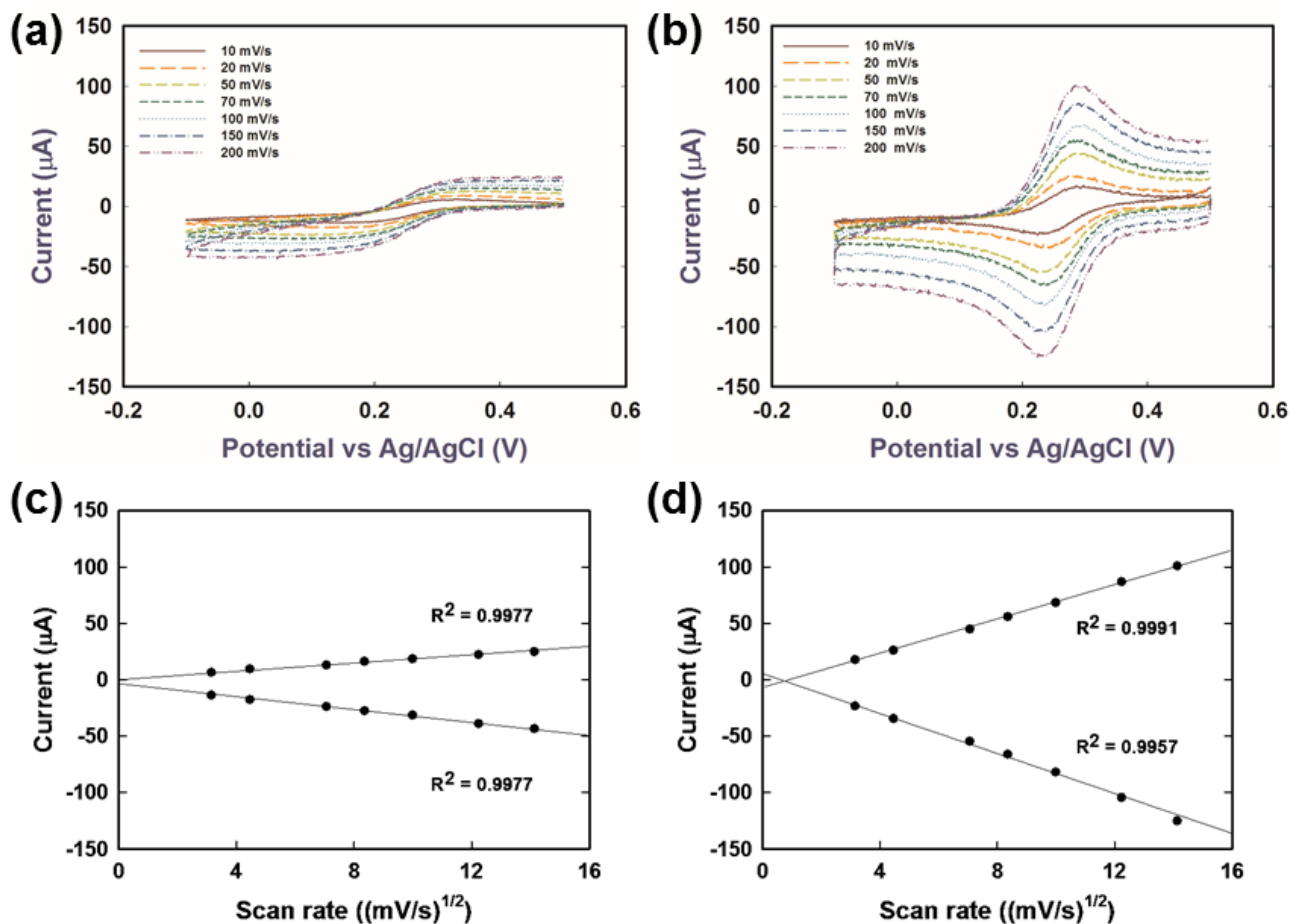 (a)
150
100
50
0
-50
-100
-150
Current (μA)
10 mV/s
20 mV/s
50 mV/s
70 mV/s
100 mV/s
150 mV/s
200 mV/s
-0.2 0.0 0.2 0.4 0.6
Potential vs Ag/AgCl (V)
(b)
150
100
50
0
-50
-100
-150
Current (μA)
10 mV/s
20 mV/s
50 mV/s
70 mV/s
100 mV/s
150 mV/s
200 mV/s
-0.2 0.0 0.2 0.4 0.6
Potential vs Ag/AgCl (V)
(c)
150
100
50
0
-50
-100
-150
Current (μA)
R² = 0.9977
R² = 0.9977
0 4 8 12 16
Scan rate ((mV/s)^1/2)
(d)
150
100
50
0
-50
-100
-150
Current (μA)
R² = 0.9991
R² = 0.9957
0 4 8 12 16
Scan rate ((mV/s)^1/2)